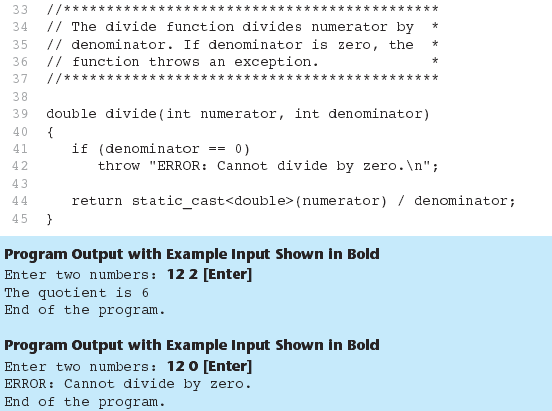 33 //********************************************
34 // The divide function divides numerator by *
35 // denominator. If denominator is zero, the *
36 // function throws an exception. *
37 //********************************************
38
39 double divide(int numerator, int denominator)
40 {
41 if (denominator == 0)
42 throw "ERROR: Cannot divide by zero.\n";
43
44 return static_cast<double>(numerator) / denominator;
45 }
Program Output with Example Input Shown in Bold
Enter two numbers: 12 2 [Enter]
The quotient is 6
End of the program.
Program Output with Example Input Shown in Bold
Enter two numbers: 12 0 [Enter]
ERROR: Cannot divide by zero.
End of the program.